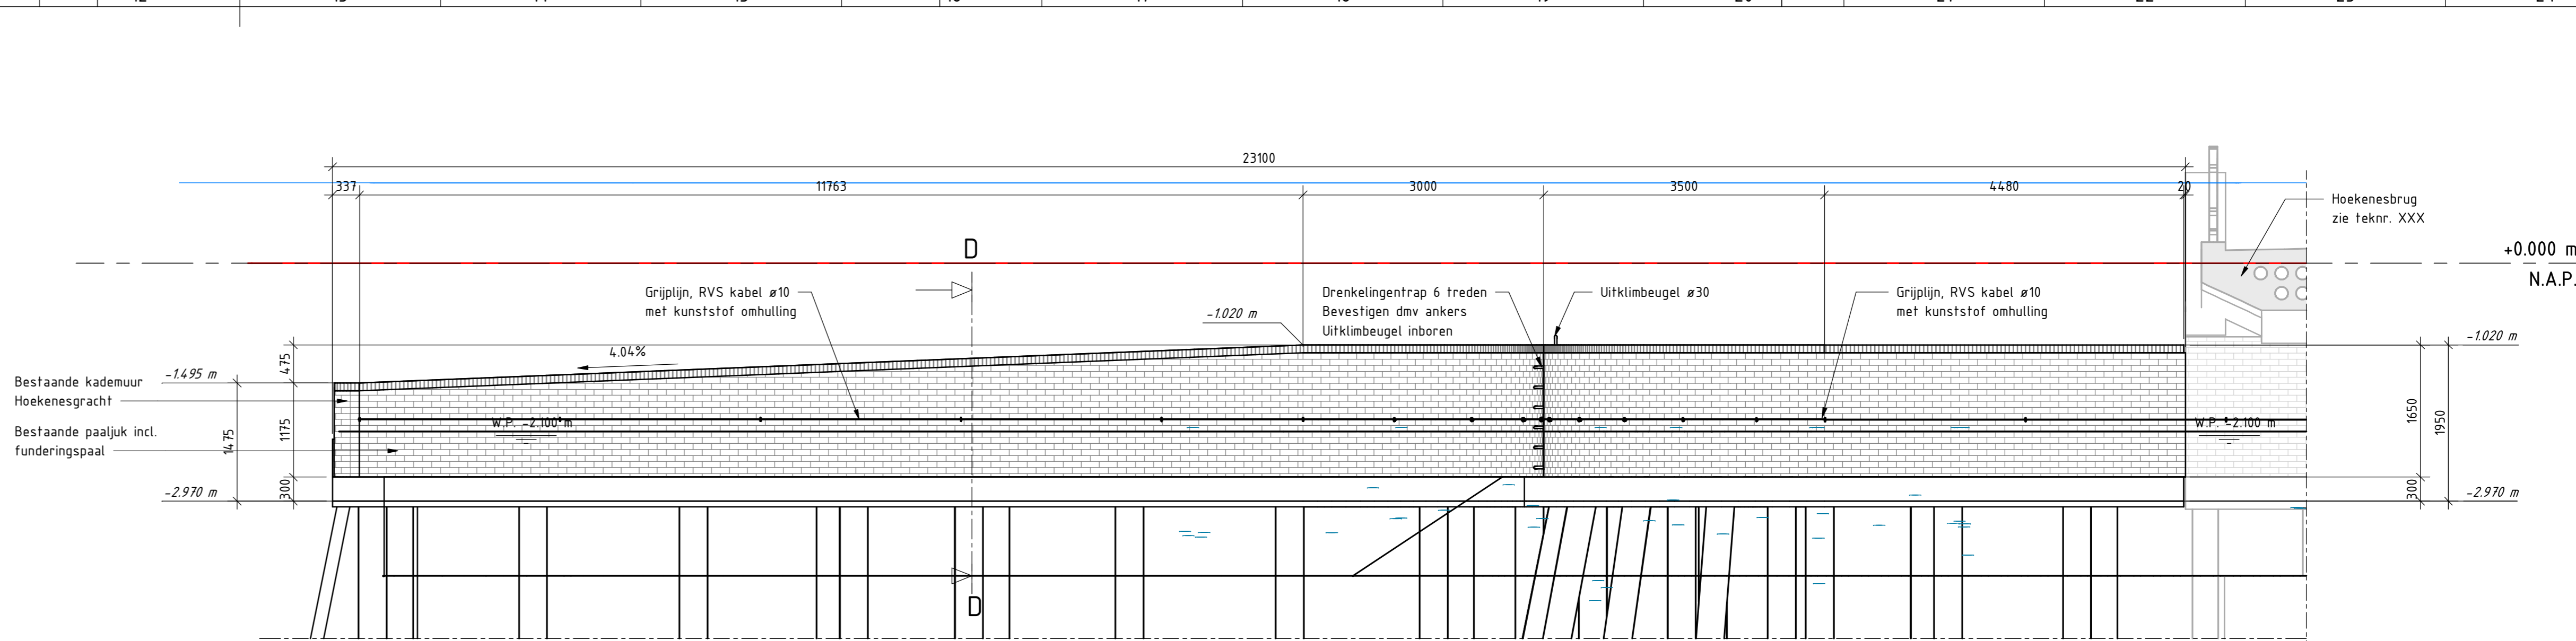 23100
337
11763
3000
3500
4480
20
Hoekenesbrug
zie teknr. XXX
D
+0.000 m
N.A.P.
Grijplijn, RVS kabel ø10
met kunststof omhulling
-1.020 m
Drenkelingentrap 6 treden
Bevestigen dmv ankers
Uitklimbeugel inboren
Uitklimbeugel ø30
Grijplijn, RVS kabel ø10
met kunststof omhulling
4.04%
475
-1.020 m
-1.495 m
Bestaande kademuur
Hoekenesgracht
Bestaande paaljuk incl.
funderingspaal
1475
1175
300
W.P. -2.100 m
W.P. -2.100 m
1650
1950
300
-2.970 m
-2.970 m
D